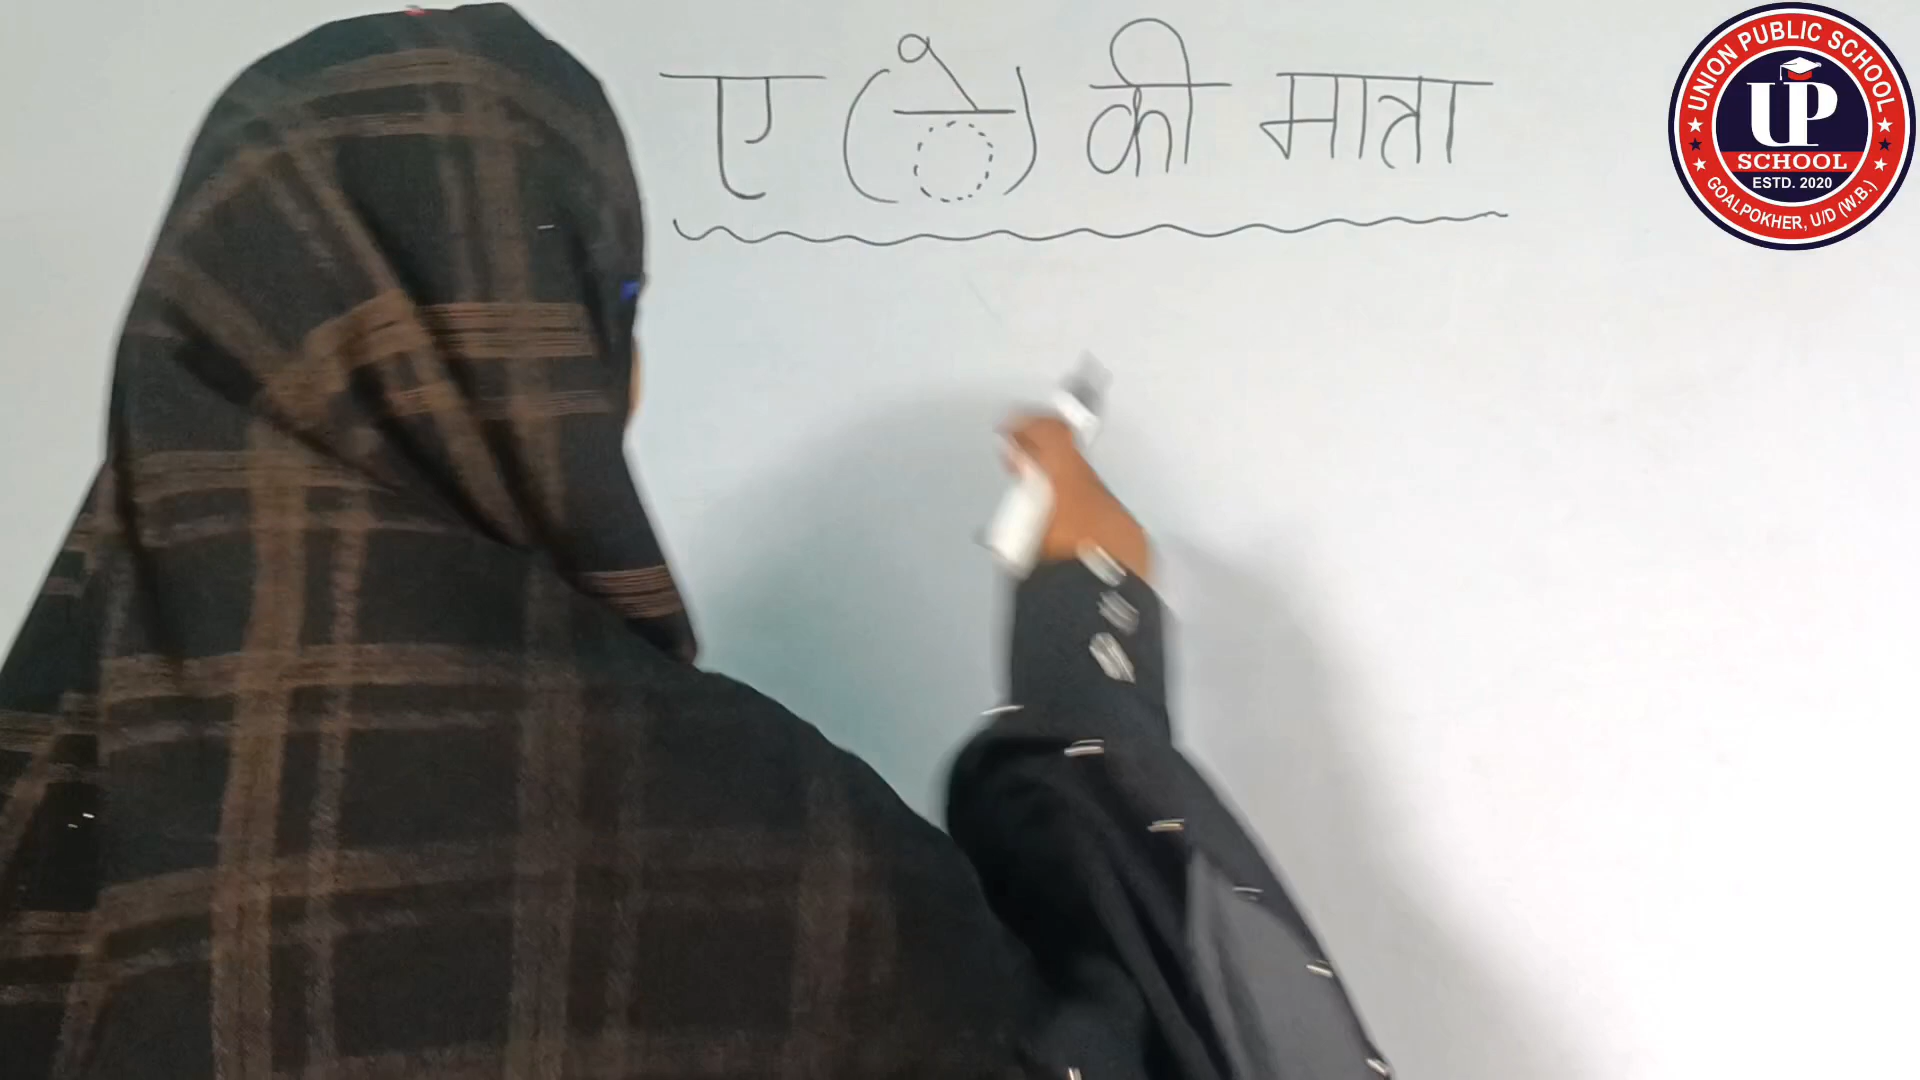 ए (े) की मात्रा
UNION PUBLIC SCHOOL
UP
SCHOOL
ESTD. 2020
GOALPOKHER, U/D (W.B.)